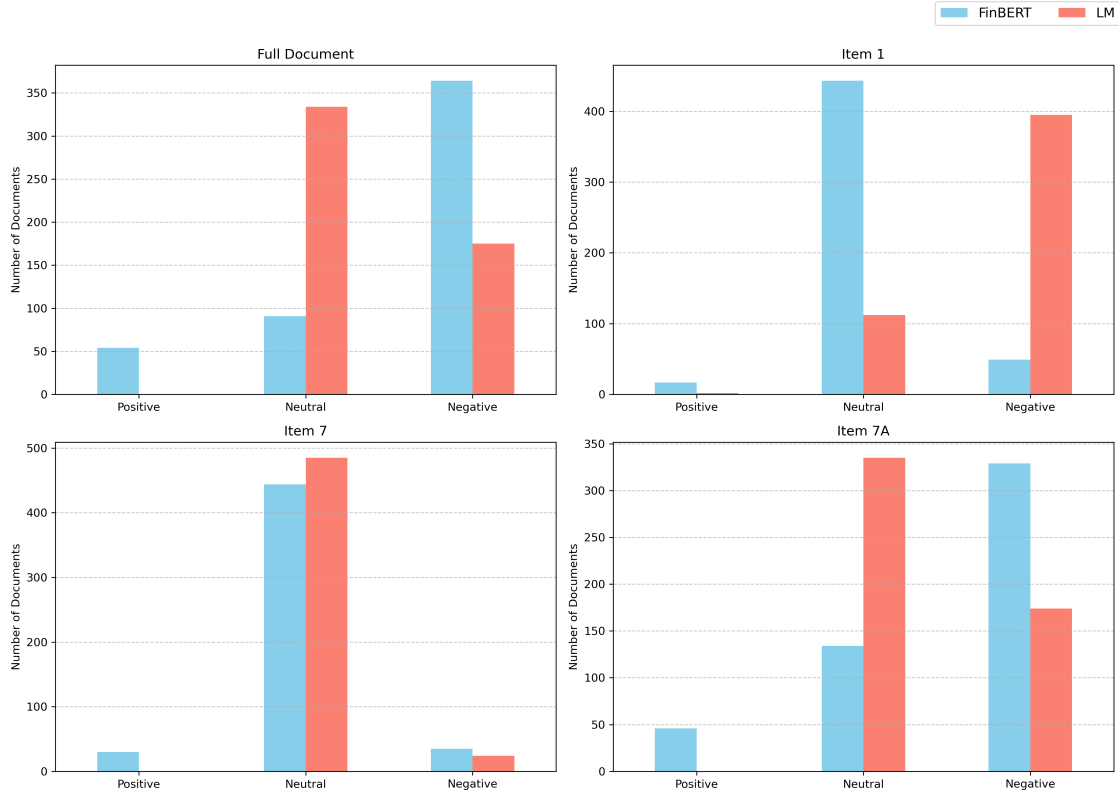 FinBERT LM
Full Document
Number of Documents
350
300
250
200
150
100
50
0
Positive Neutral Negative
Item 1
Number of Documents
400
300
200
100
0
Positive Neutral Negative
Item 7
Number of Documents
500
400
300
200
100
0
Positive Neutral Negative
Item 7A
Number of Documents
350
300
250
200
150
100
50
0
Positive Neutral Negative